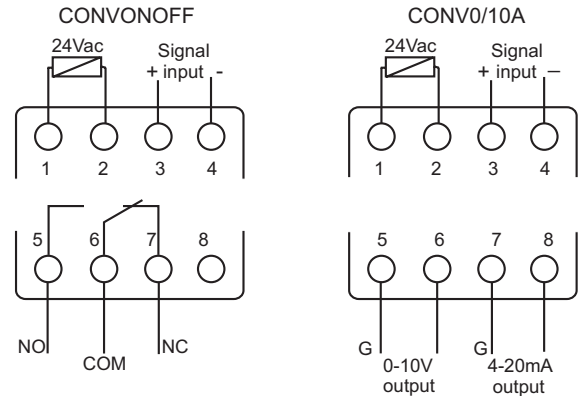 CONVONOFF
24Vac
Signal
+ input -
1 2 3 4
5 6 7 8
NO
COM
NC
CONV0/10A
24Vac
Signal
+ input –
1 2 3 4
5 6 7 8
G
0-10V
output
G
4-20mA
output